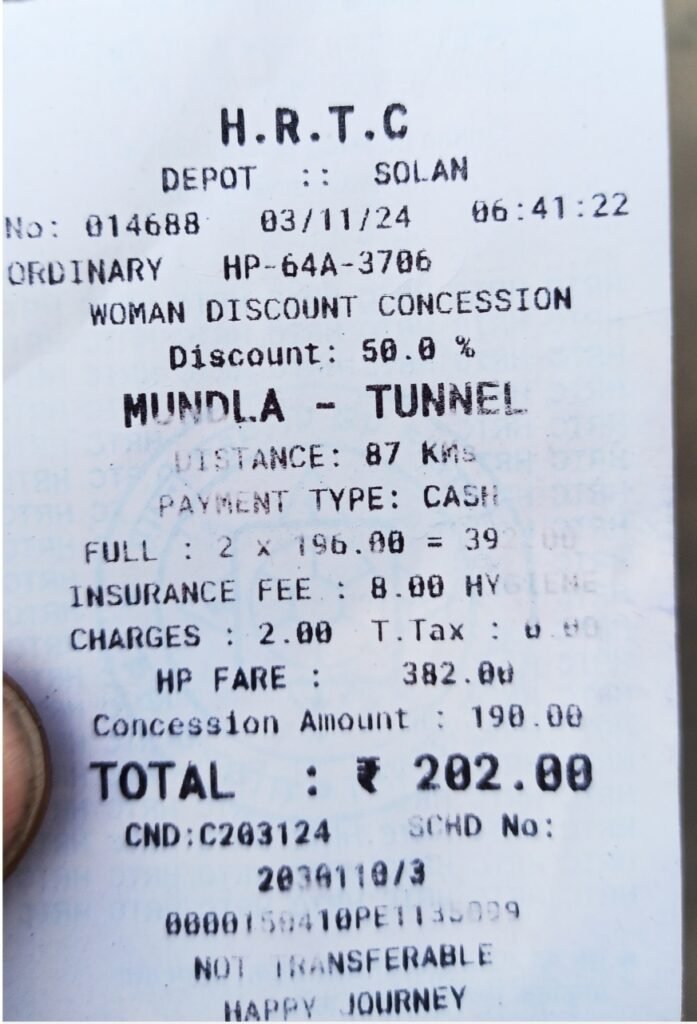 H.R.T.C
DEPOT :: SOLAN
No: 014688 03/11/24 06:41:22
ORDINARY HP-64A-3706
WOMAN DISCOUNT CONCESSION
Discount: 50.0 %
MUNDLA - TUNNEL
DISTANCE: 87 KMs
PAYMENT TYPE: CASH
FULL : 2 x 196.00 = 392.00
INSURANCE FEE : 8.00 HYGIENE
CHARGES : 2.00 T.Tax : 0.00
HP FARE : 382.00
Concession Amount : 190.00
TOTAL : ₹ 202.00
CND:C203124 SCHD No:
2030110/3
NOT TRANSFERABLE
HAPPY JOURNEY